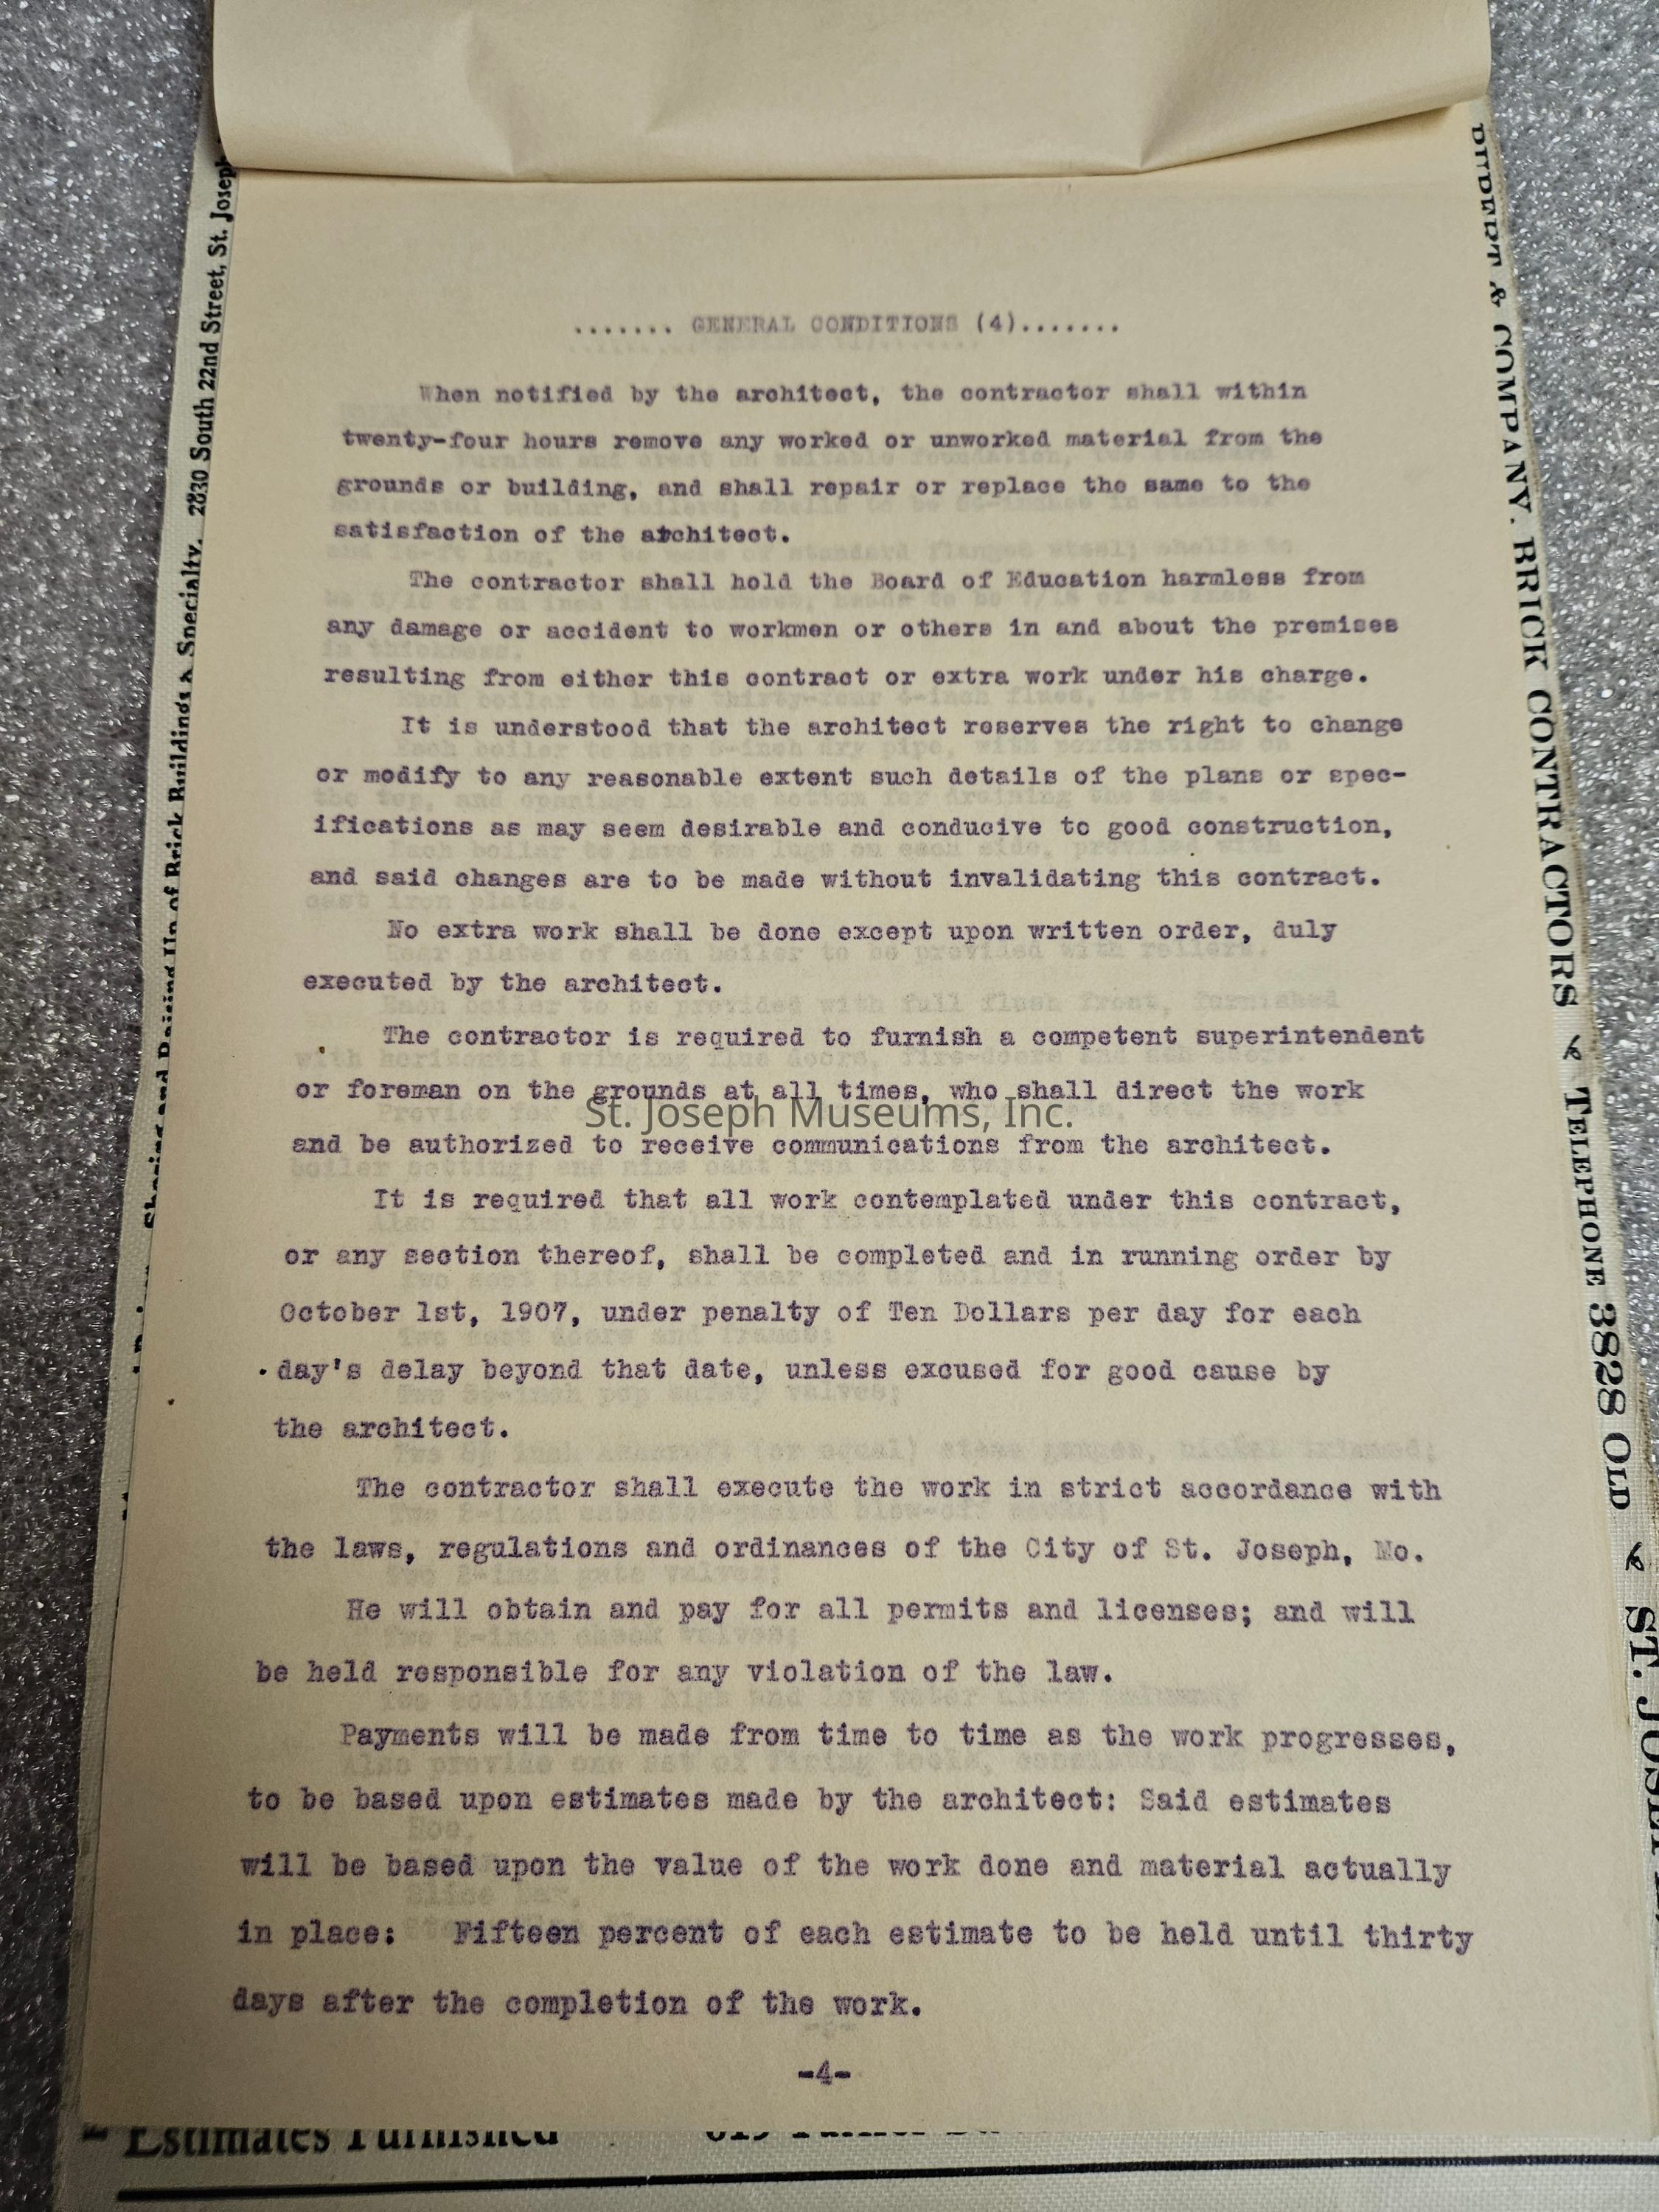 ....... GENERAL CONDITIONS (4).......
When notified by the architect, the contractor shall within
twenty-four hours remove any worked or unworked material from the
grounds or building, and shall repair or replace the same to the
satisfaction of the architect.
The contractor shall hold the Board of Education harmless from
any damage or accident to workmen or others in and about the premises
resulting from either this contract or extra work under his charge.
It is understood that the architect reserves the right to change
or modify to any reasonable extent such details of the plans or spec-
ifications as may seem desirable and conducive to good construction,
and said changes are to be made without invalidating this contract.
No extra work shall be done except upon written order, duly
executed by the architect.
The contractor is required to furnish a competent superintendent
or foreman on the grounds at all times, who shall direct the work
St. Joseph Museums, Inc.
and be authorized to receive communications from the architect.
It is required that all work contemplated under this contract,
or any section thereof, shall be completed and in running order by
October 1st, 1907, under penalty of Ten Dollars per day for each
day's delay beyond that date, unless excused for good cause by
the architect.
The contractor shall execute the work in strict accordance with
the laws, regulations and ordinances of the City of St. Joseph, Mo.
He will obtain and pay for all permits and licenses; and will
be held responsible for any violation of the law.
Payments will be made from time to time as the work progresses,
to be based upon estimates made by the architect: Said estimates
will be based upon the value of the work done and material actually
in place: Fifteen percent of each estimate to be held until thirty
days after the completion of the work.
-4-
Shoring and Raising Up of Brick Buildings a Specialty. 2830 South 22nd Street, St. Joseph
& COMPANY. BRICK CONTRACTORS TELEPHONE 3828 OLD ST. JOSEPH
Estimates Furnished